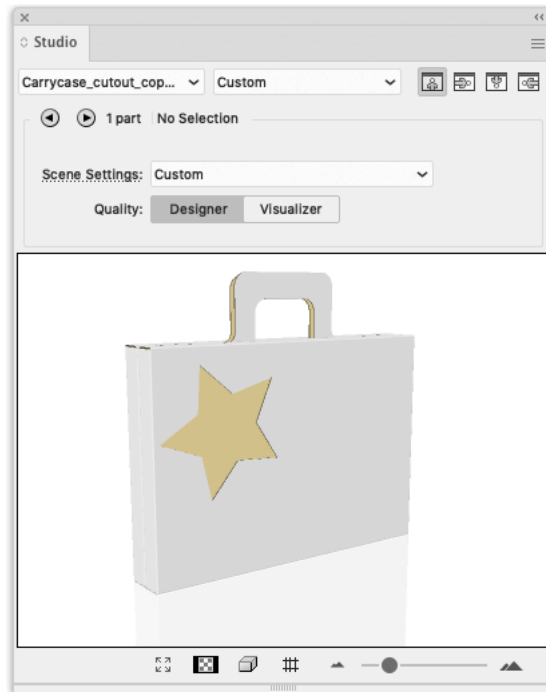 Studio
Carrycase_cutout_cop... Custom
1 part No Selection
Scene Settings: Custom
Quality: Designer Visualizer